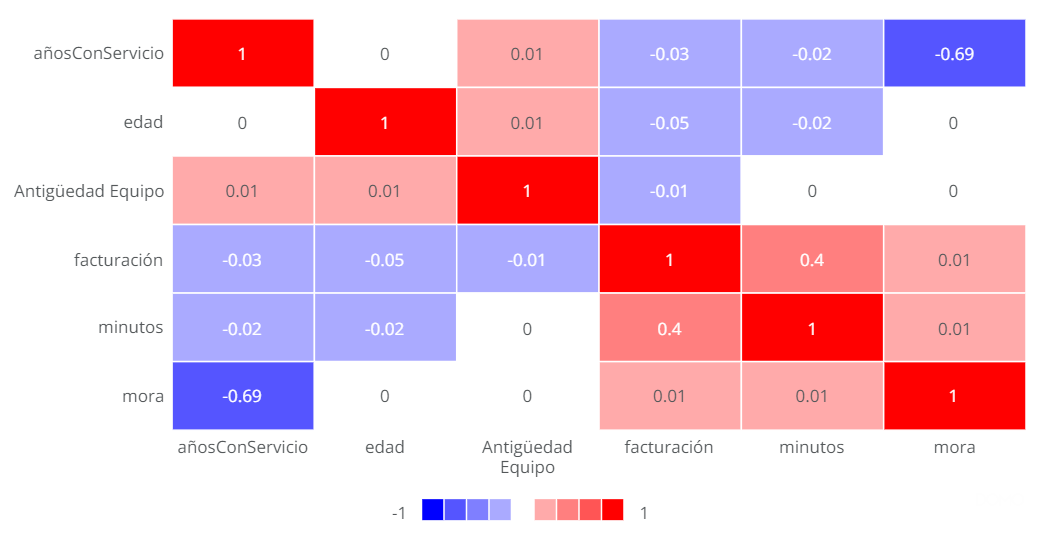 añosConServicio 1 0 0.01 -0.03 -0.02 -0.69
edad 0 1 0.01 -0.05 -0.02 0
Antigüedad Equipo 0.01 0.01 1 -0.01 0 0
facturación -0.03 -0.05 -0.01 1 0.4 0.01
minutos -0.02 -0.02 0 0.4 1 0.01
mora -0.69 0 0 0.01 0.01 1
añosConServicio edad Antigüedad facturación minutos mora
Equipo
-1 1